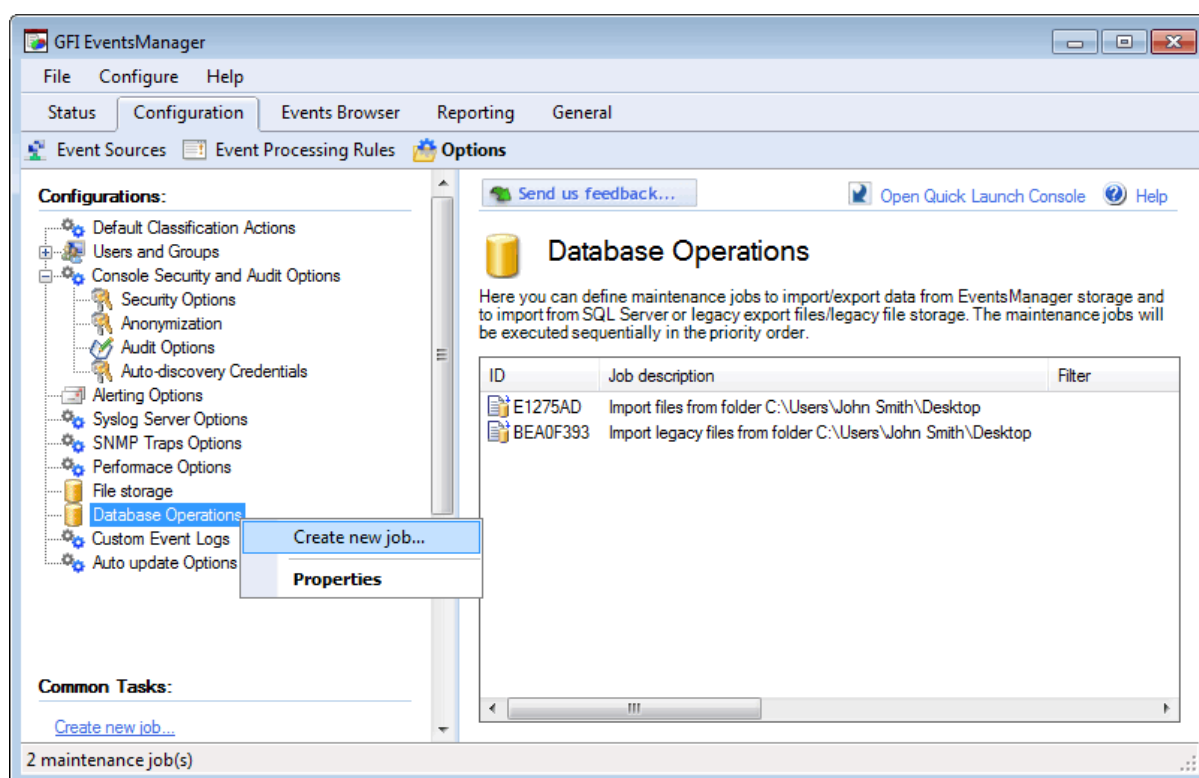 GFI EventsManager
File Configure Help
Status Configuration Events Browser Reporting General
Event Sources Event Processing Rules Options
Configurations:
Default Classification Actions
Users and Groups
Console Security and Audit Options
Security Options
Anonymization
Audit Options
Auto-discovery Credentials
Alerting Options
Syslog Server Options
SNMP Traps Options
Performace Options
File storage
Database Operations
Custom Event Logs
Auto update Options
Create new job...
Properties
Common Tasks:
Create new job...
Send us feedback...
Open Quick Launch Console Help
Database Operations
Here you can define maintenance jobs to import/export data from EventsManager storage and
to import from SQL Server or legacy export files/legacy file storage. The maintenance jobs will
be executed sequentially in the priority order.
ID Job description Filter
E1275AD Import files from folder C:\Users\John Smith\Desktop
BEA0F393 Import legacy files from folder C:\Users\John Smith\Desktop
2 maintenance job(s)